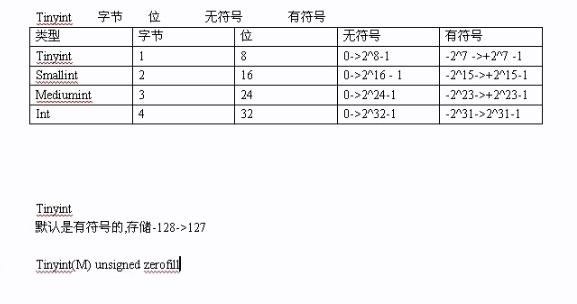 Tinyint 字节 位 无符号 有符号
类型 字节 位 无符号 有符号
Tinyint 1 8 0->2^8-1 -2^7 ->+2^7 -1
Smallint 2 16 0->2^16 - 1 -2^15->+2^15-1
Mediumint 3 24 0->2^24-1 -2^23->+2^23-1
Int 4 32 0->2^32-1 -2^31->2^31-1
Tinyint
默认是有符号的,存储-128->127
Tinyint(M) unsigned zerofill